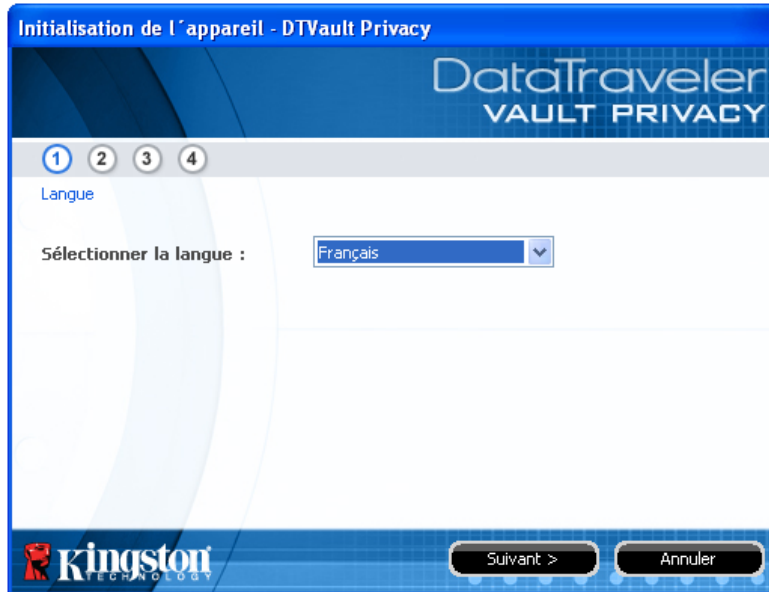 Initialisation de l´appareil - DTVault Privacy
DataTraveler
VAULT PRIVACY
1 2 3 4
Langue
Sélectionner la langue : Français
Kingston
TECHNOLOGY
Suivant > Annuler